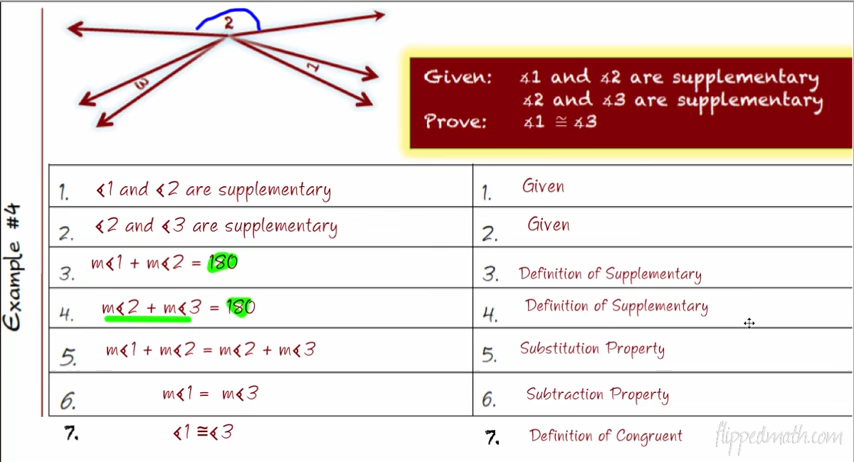 2
1
3
Given: ∡1 and ∡2 are supplementary
∡2 and ∡3 are supplementary
Prove: ∡1 ≅ ∡3
Example #4
1. ∢1 and ∢2 are supplementary 1. Given
2. ∢2 and ∢3 are supplementary 2. Given
3. m∢1 + m∢2 = 180 3. Definition of Supplementary
4. m∢2 + m∢3 = 180 4. Definition of Supplementary
5. m∢1 + m∢2 = m∢2 + m∢3 5. Substitution Property
6. m∢1 = m∢3 6. Subtraction Property
7. ∢1 ≅ ∢3 7. Definition of Congruent
flippedmath.com